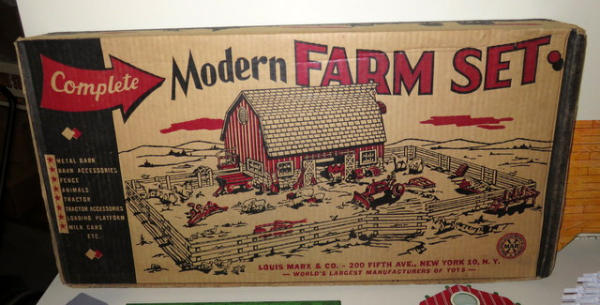 Complete
Modern FARM SET
METAL BARN
BARN ACCESSORIES
FENCE
ANIMALS
TRACTOR
TRACTOR ACCESSORIES
LOADING PLATFORM
MILK CANS
ETC.
MAR
LOUIS MARX & CO. - 200 FIFTH AVE., NEW YORK 10, N. Y.
— WORLD'S LARGEST MANUFACTURERS OF TOYS —